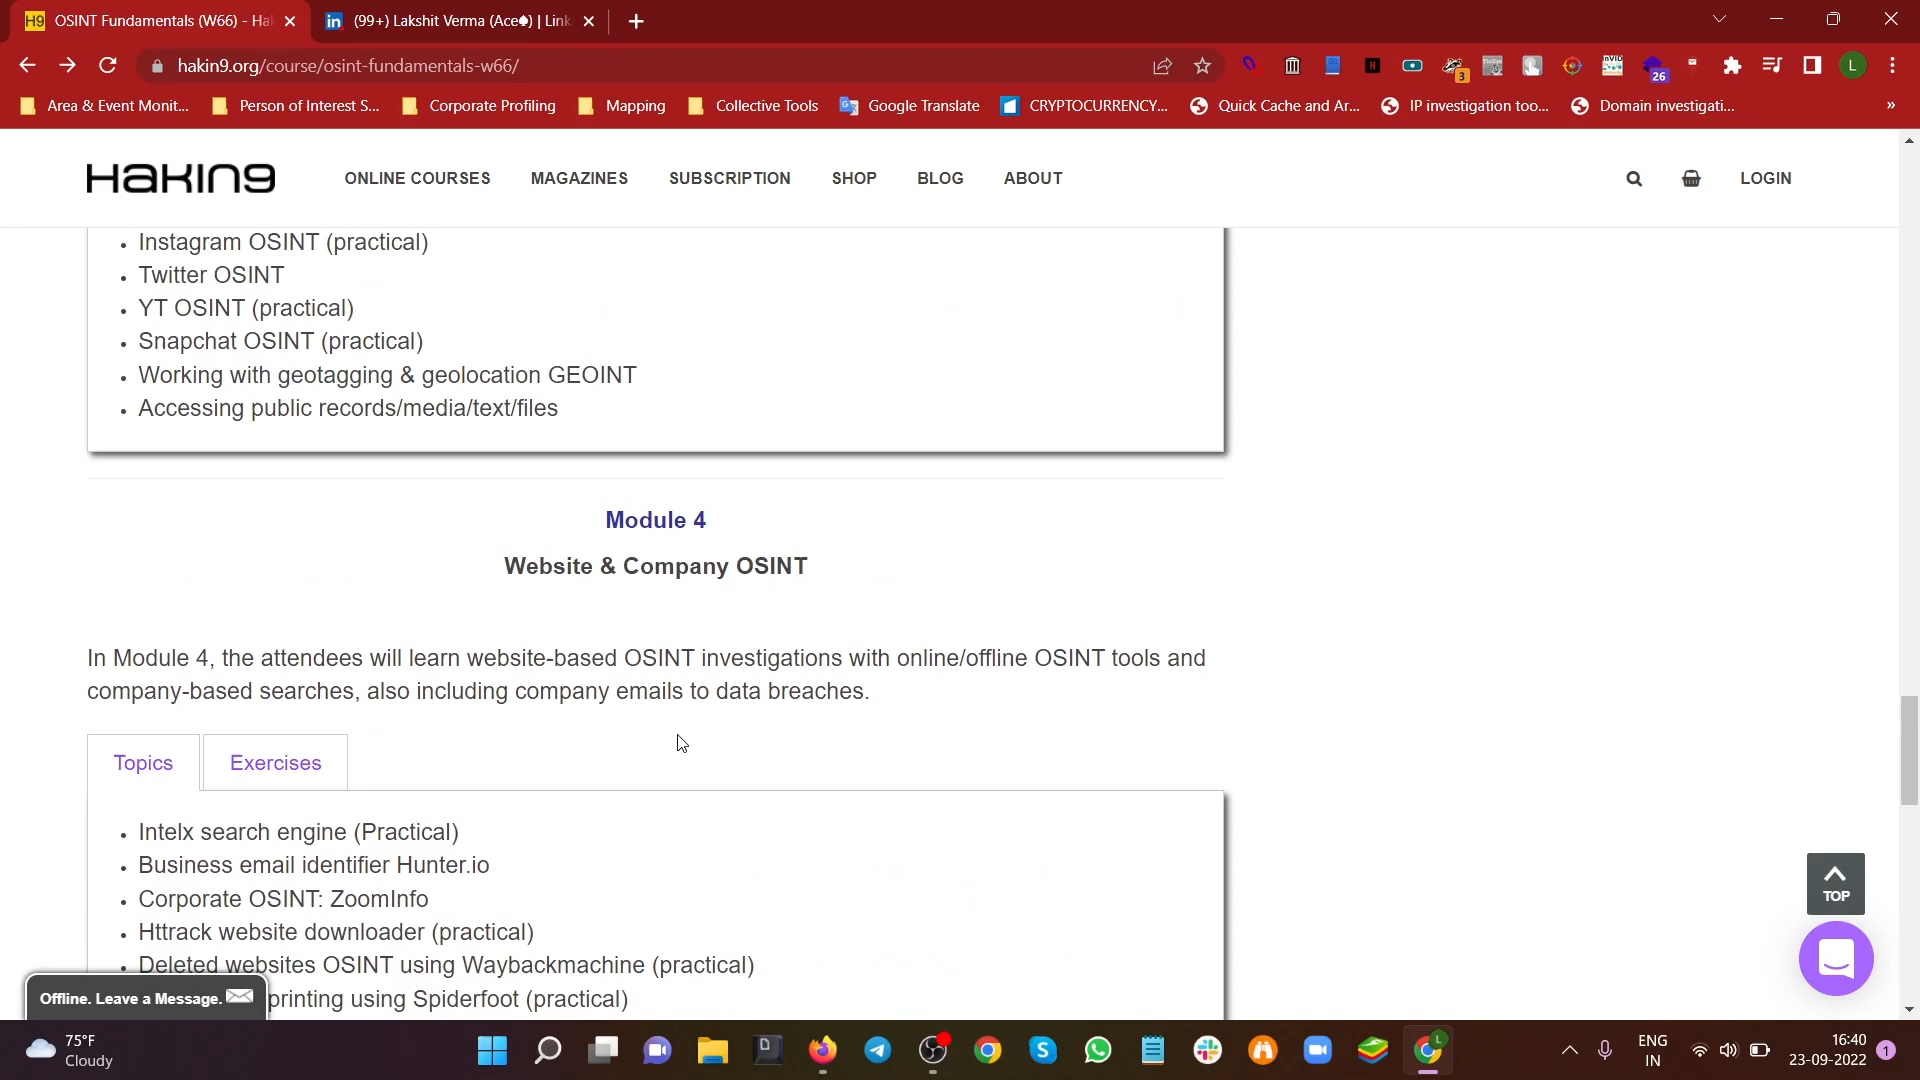 OSINT Fundamentals (W66) - Ha
(99+) Lakshit Verma (Ace♠) | Link
hakin9.org/course/osint-fundamentals-w66/
3
26
L
Area & Event Monit...
Person of Interest S...
Corporate Profiling
Mapping
Collective Tools
Google Translate
CRYPTOCURRENCY...
Quick Cache and Ar...
IP investigation too...
Domain investigati...
»
HAKIN9
ONLINE COURSES
MAGAZINES
SUBSCRIPTION
SHOP
BLOG
ABOUT
LOGIN
• Instagram OSINT (practical)
• Twitter OSINT
• YT OSINT (practical)
• Snapchat OSINT (practical)
• Working with geotagging & geolocation GEOINT
• Accessing public records/media/text/files
Module 4
Website & Company OSINT
In Module 4, the attendees will learn website-based OSINT investigations with online/offline OSINT tools and
company-based searches, also including company emails to data breaches.
Topics
Exercises
• Intelx search engine (Practical)
• Business email identifier Hunter.io
• Corporate OSINT: ZoomInfo
• Httrack website downloader (practical)
• Deleted websites OSINT using Waybackmachine (practical)
printing using Spiderfoot (practical)
TOP
Offline. Leave a Message.
75°F
Cloudy
ENG
IN
16:40
23-09-2022
1